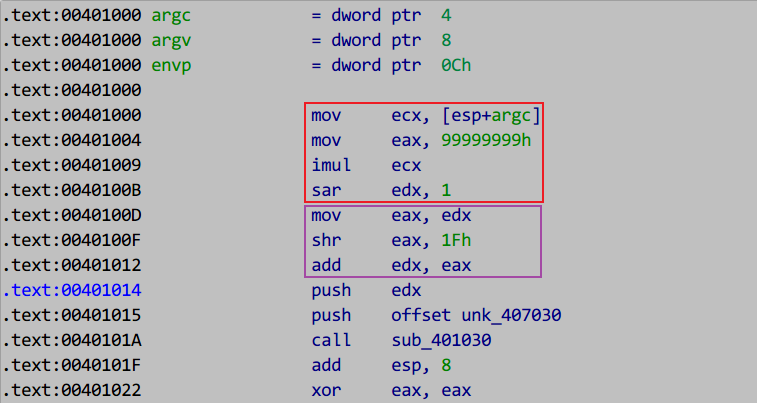 .text:00401000 argc = dword ptr 4
.text:00401000 argv = dword ptr 8
.text:00401000 envp = dword ptr 0Ch
.text:00401000
.text:00401000 mov ecx, [esp+argc]
.text:00401004 mov eax, 99999999h
.text:00401009 imul ecx
.text:0040100B sar edx, 1
.text:0040100D mov eax, edx
.text:0040100F shr eax, 1Fh
.text:00401012 add edx, eax
.text:00401014 push edx
.text:00401015 push offset unk_407030
.text:0040101A call sub_401030
.text:0040101F add esp, 8
.text:00401022 xor eax, eax